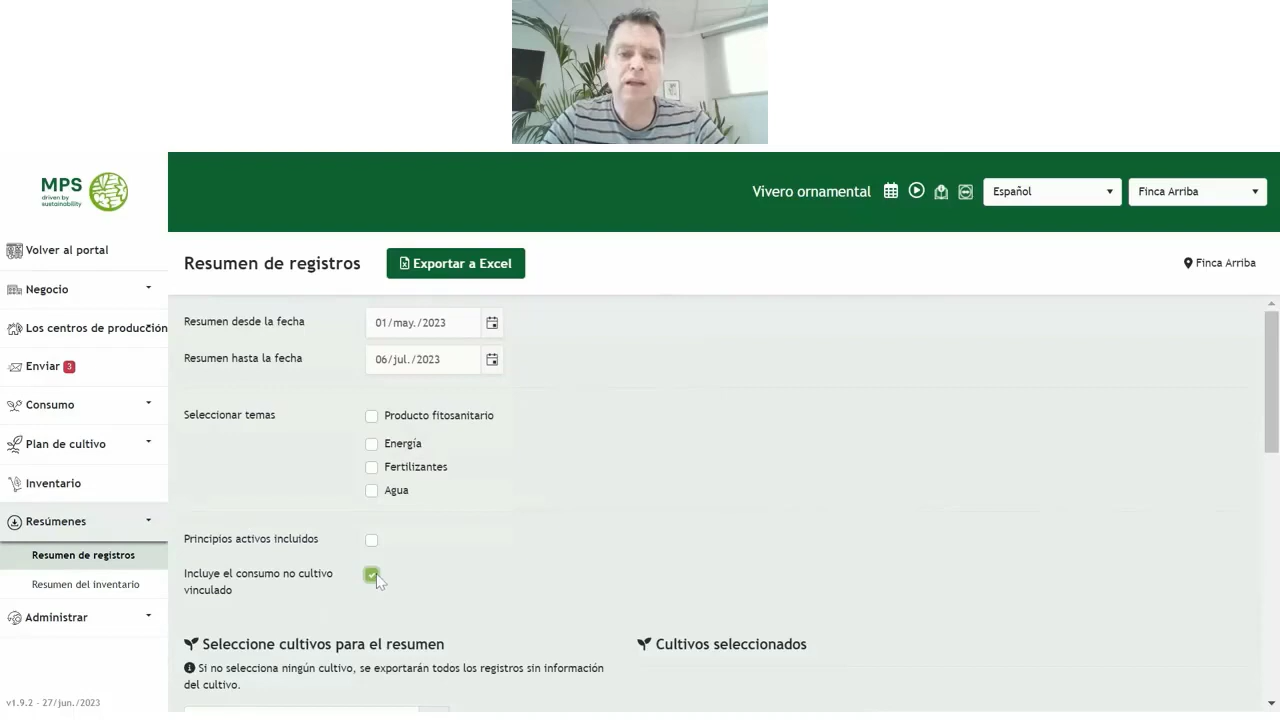 MPS
driven by
sustainability
Vivero ornamental
Español
Finca Arriba
Volver al portal
Negocio
Los centros de producción
Enviar 3
Consumo
Plan de cultivo
Inventario
Resúmenes
Resumen de registros
Resumen del inventario
Administrar
v1.9.2 - 27/jun./2023
Resumen de registros
Exportar a Excel
Finca Arriba
Resumen desde la fecha
01/may./2023
Resumen hasta la fecha
06/jul./2023
Seleccionar temas
Producto fitosanitario
Energía
Fertilizantes
Agua
Principios activos incluidos
Incluye el consumo no cultivo
vinculado
Seleccione cultivos para el resumen
Si no selecciona ningún cultivo, se exportarán todos los registros sin información
del cultivo.
Cultivos seleccionados